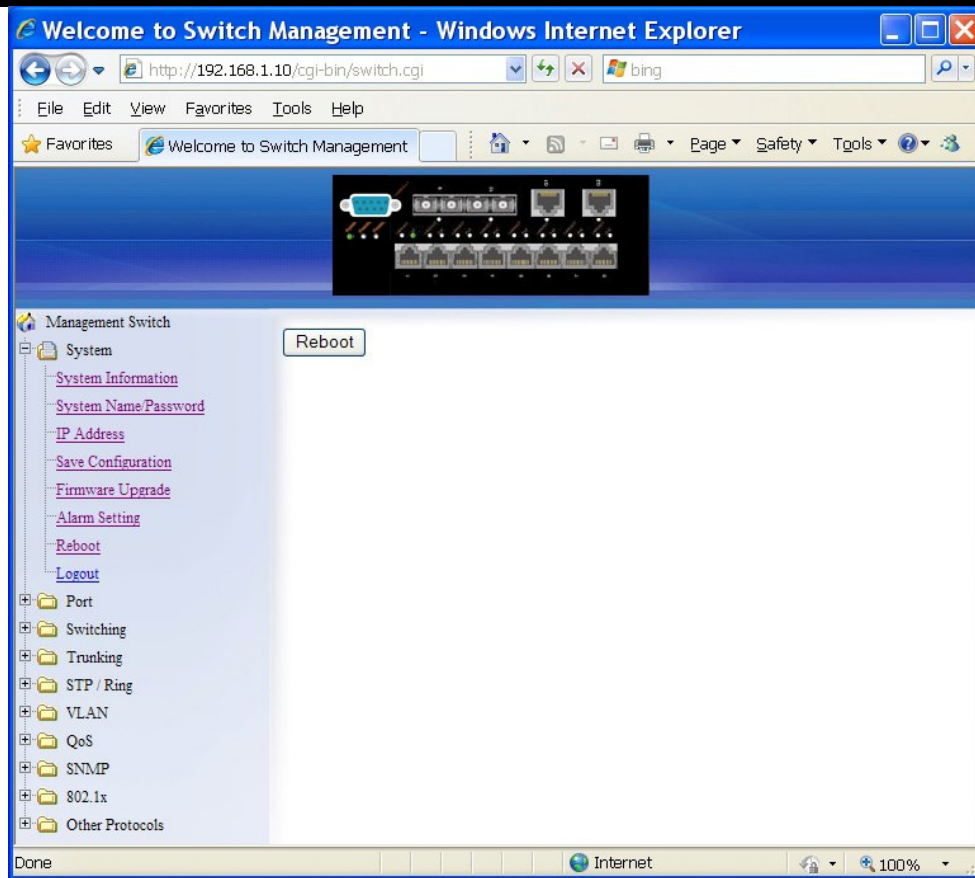 Welcome to Switch Management - Windows Internet Explorer
http://192.168.1.10/cgi-bin/switch.cgi
bing
File Edit View Favorites Tools Help
Favorites
Welcome to Switch Management
Page Safety Tools
Management Switch
System
System Information
System Name/Password
IP Address
Save Configuration
Firmware Upgrade
Alarm Setting
Reboot
Logout
Port
Switching
Trunking
STP / Ring
VLAN
QoS
SNMP
802.1x
Other Protocols
Reboot
Done
Internet
100%